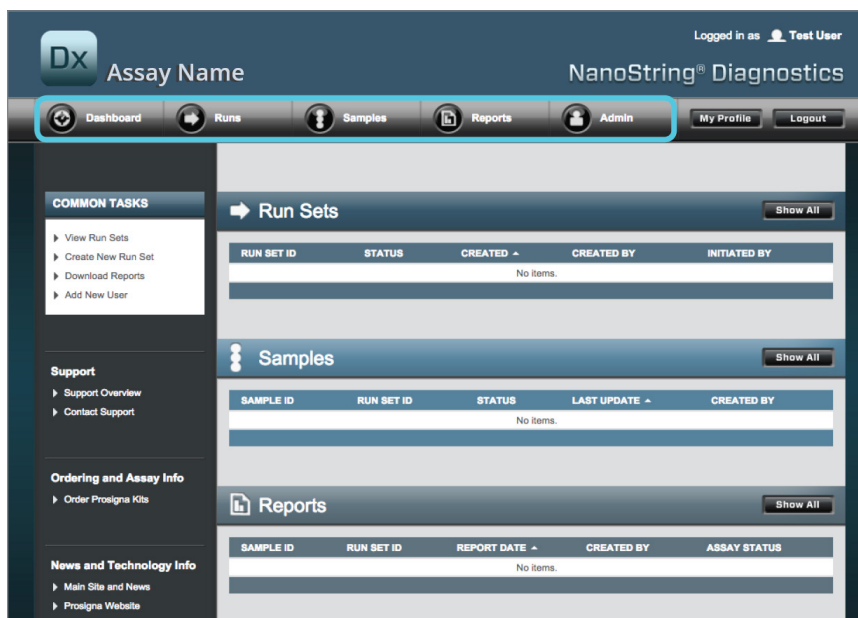 Logged in as Test User
Dx Assay Name
NanoString® Diagnostics
Dashboard Runs Samples Reports Admin My Profile Logout
COMMON TASKS
View Run Sets
Create New Run Set
Download Reports
Add New User
Support
Support Overview
Contact Support
Ordering and Assay Info
Order Prosigna Kits
News and Technology Info
Main Site and News
Prosigna Website
Run Sets Show All
RUN SET ID STATUS CREATED CREATED BY INITIATED BY
No items.
Samples Show All
SAMPLE ID RUN SET ID STATUS LAST UPDATE CREATED BY
No items.
Reports Show All
SAMPLE ID RUN SET ID REPORT DATE CREATED BY ASSAY STATUS
No items.